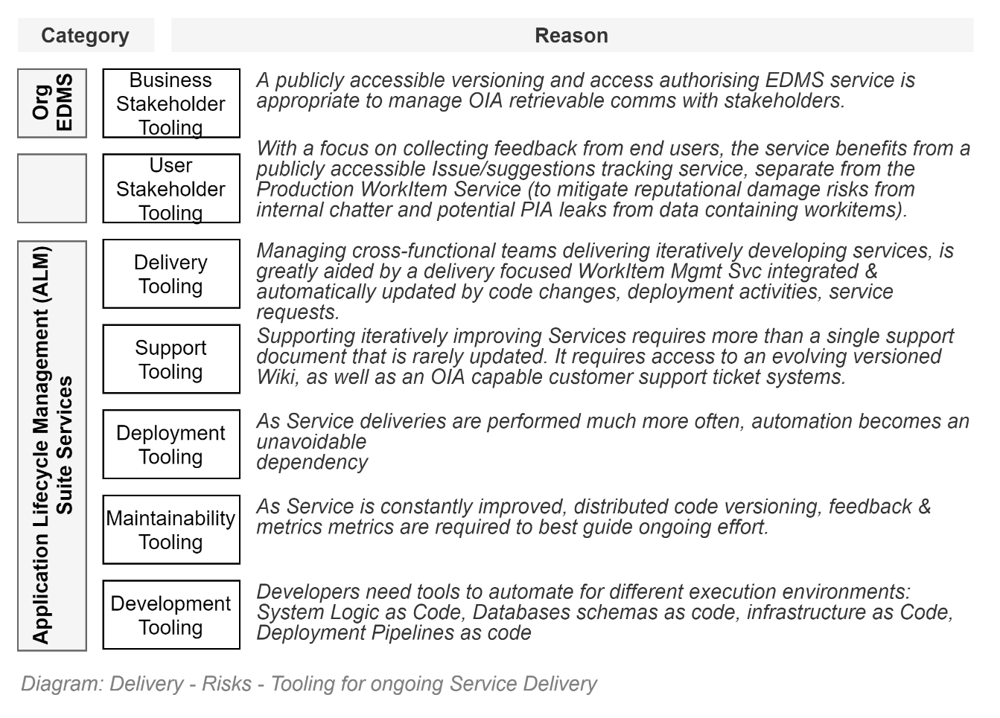 Category
Reason
Org
EDMS
Business
Stakeholder
Tooling
A publicly accessible versioning and access authorising EDMS service is
appropriate to manage OIA retrievable comms with stakeholders.
User
Stakeholder
Tooling
With a focus on collecting feedback from end users, the service benefits from a
publicly accessible Issue/suggestions tracking service, separate from the
Production WorkItem Service (to mitigate reputational damage risks from
internal chatter and potential PIA leaks from data containing workitems).
Application Lifecycle Management (ALM)
Suite Services
Delivery
Tooling
Managing cross-functional teams delivering iteratively developing services, is
greatly aided by a delivery focused WorkItem Mgmt Svc integrated &
automatically updated by code changes, deployment activities, service
requests.
Support
Tooling
Supporting iteratively improving Services requires more than a single support
document that is rarely updated. It requires access to an evolving versioned
Wiki, as well as an OIA capable customer support ticket systems.
Deployment
Tooling
As Service deliveries are performed much more often, automation becomes an
unavoidable
dependency
Maintainability
Tooling
As Service is constantly improved, distributed code versioning, feedback &
metrics metrics are required to best guide ongoing effort.
Development
Tooling
Developers need tools to automate for different execution environments:
System Logic as Code, Databases schemas as code, infrastructure as Code,
Deployment Pipelines as code
Diagram: Delivery - Risks - Tooling for ongoing Service Delivery